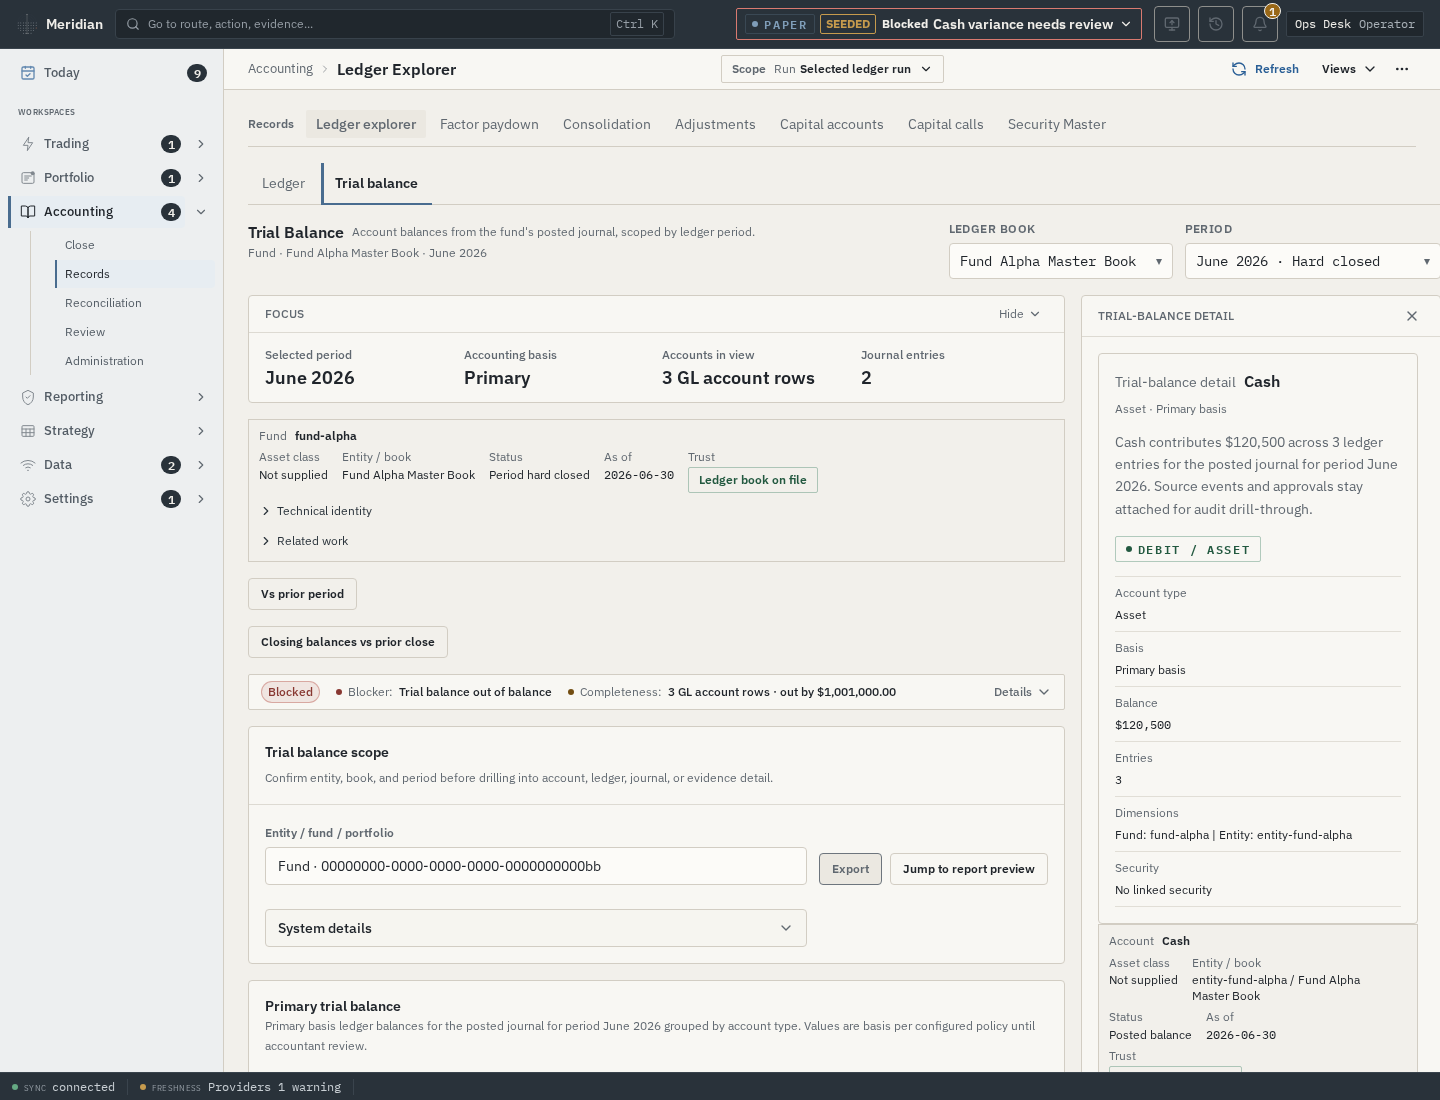 Meridian
Go to route, action, evidence...
Ctrl K
PAPER
SEEDED
Blocked Cash variance needs review
1
Ops Desk Operator
Today
9
WORKSPACES
Trading
1
Portfolio
1
Accounting
4
Close
Records
Reconciliation
Review
Administration
Reporting
Strategy
Data
2
Settings
1
Accounting
Ledger Explorer
Scope Run Selected ledger run
Refresh
Views
Records
Ledger explorer
Factor paydown
Consolidation
Adjustments
Capital accounts
Capital calls
Security Master
Ledger
Trial balance
Trial Balance Account balances from the fund's posted journal, scoped by ledger period.
Fund · Fund Alpha Master Book · June 2026
LEDGER BOOK
Fund Alpha Master Book
PERIOD
June 2026 · Hard closed
FOCUS
Hide
Selected period
June 2026
Accounting basis
Primary
Accounts in view
3 GL account rows
Journal entries
2
Fund fund-alpha
Asset class
Not supplied
Entity / book
Fund Alpha Master Book
Status
Period hard closed
As of
2026-06-30
Trust
Ledger book on file
Technical identity
Related work
Vs prior period
Closing balances vs prior close
Blocked
Blocker: Trial balance out of balance
Completeness: 3 GL account rows · out by $1,001,000.00
Details
Trial balance scope
Confirm entity, book, and period before drilling into account, ledger, journal, or evidence detail.
Entity / fund / portfolio
Fund · 00000000-0000-0000-0000-0000000000bb
Export
Jump to report preview
System details
Primary trial balance
Primary basis ledger balances for the posted journal for period June 2026 grouped by account type. Values are basis per configured policy until
accountant review.
TRIAL-BALANCE DETAIL
Trial-balance detail Cash
Asset · Primary basis
Cash contributes $120,500 across 3 ledger
entries for the posted journal for period June
2026. Source events and approvals stay
attached for audit drill-through.
DEBIT / ASSET
Account type
Asset
Basis
Primary basis
Balance
$120,500
Entries
3
Dimensions
Fund: fund-alpha | Entity: entity-fund-alpha
Security
No linked security
Account Cash
Asset class
Not supplied
Entity / book
entity-fund-alpha / Fund Alpha
Master Book
Status
Posted balance
As of
2026-06-30
Trust
SYNC connected
FRESHNESS Providers 1 warning